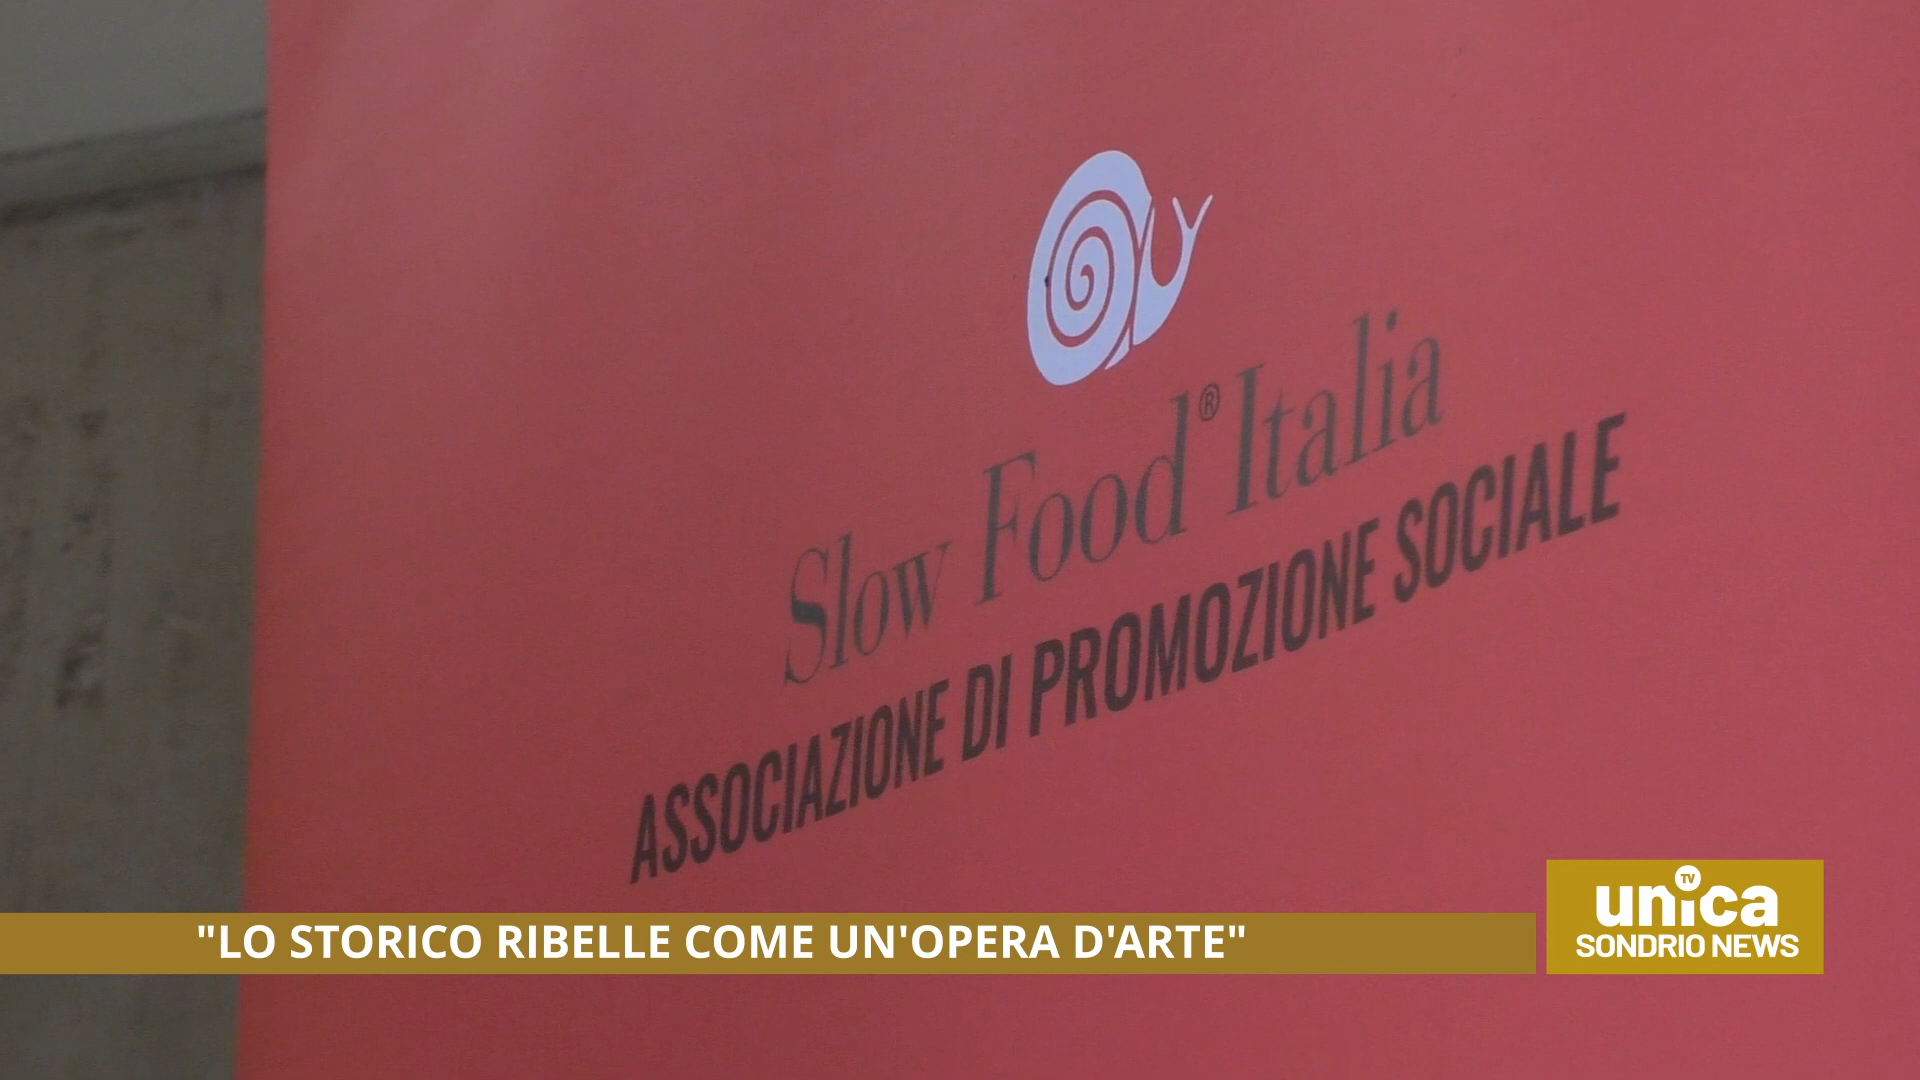 Slow Food® Italia
ASSOCIAZIONE DI PROMOZIONE SOCIALE
"LO STORICO RIBELLE COME UN'OPERA D'ARTE"
unica TV
SONDRIO NEWS